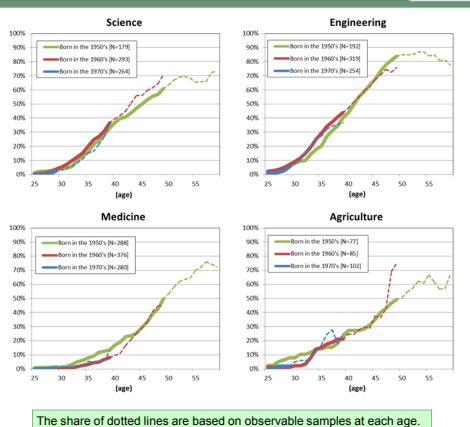 Science
100%
90%
80%
70%
60%
50%
40%
30%
20%
10%
0%
Born in the 1950's [N=179]
Born in the 1960's [N=293]
Born in the 1970's [N=264]
25 30 35 40 45 50 55
(age)
Engineering
100%
90%
80%
70%
60%
50%
40%
30%
20%
10%
0%
Born in the 1950's [N=192]
Born in the 1960's [N=319]
Born in the 1970's [N=254]
25 30 35 40 45 50 55
(age)
Medicine
100%
90%
80%
70%
60%
50%
40%
30%
20%
10%
0%
Born in the 1950's [N=288]
Born in the 1960's [N=376]
Born in the 1970's [N=280]
25 30 35 40 45 50 55
(age)
Agriculture
100%
90%
80%
70%
60%
50%
40%
30%
20%
10%
0%
Born in the 1950's [N=77]
Born in the 1960's [N=85]
Born in the 1970's [N=102]
25 30 35 40 45 50 55
(age)
The share of dotted lines are based on observable samples at each age.